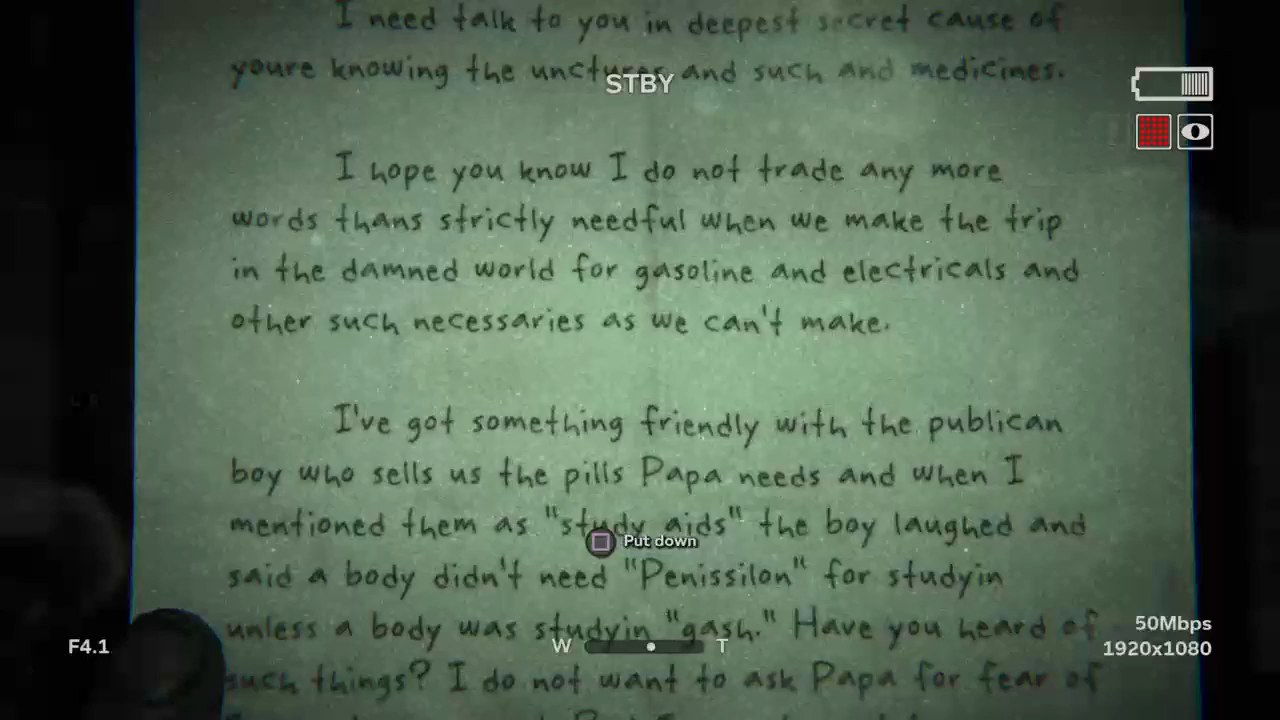 I need talk to you in deepest secret cause of
youre knowing the unctures and such and medicines.
STBY
I hope you know I do not trade any more
words thans strictly needful when we make the trip
in the damned world for gasoline and electricals and
other such necessaries as we can't make.
I've got something friendly with the publican
boy who sells us the pills Papa needs and when I
mentioned them as "study aids" the boy laughed and
Put down
said a body didn't need "Penissilon" for studyin
unless a body was studyin "gash." Have you heard of
50Mbps
F4.1
W T
1920x1080
such things? I do not want to ask Papa for fear of